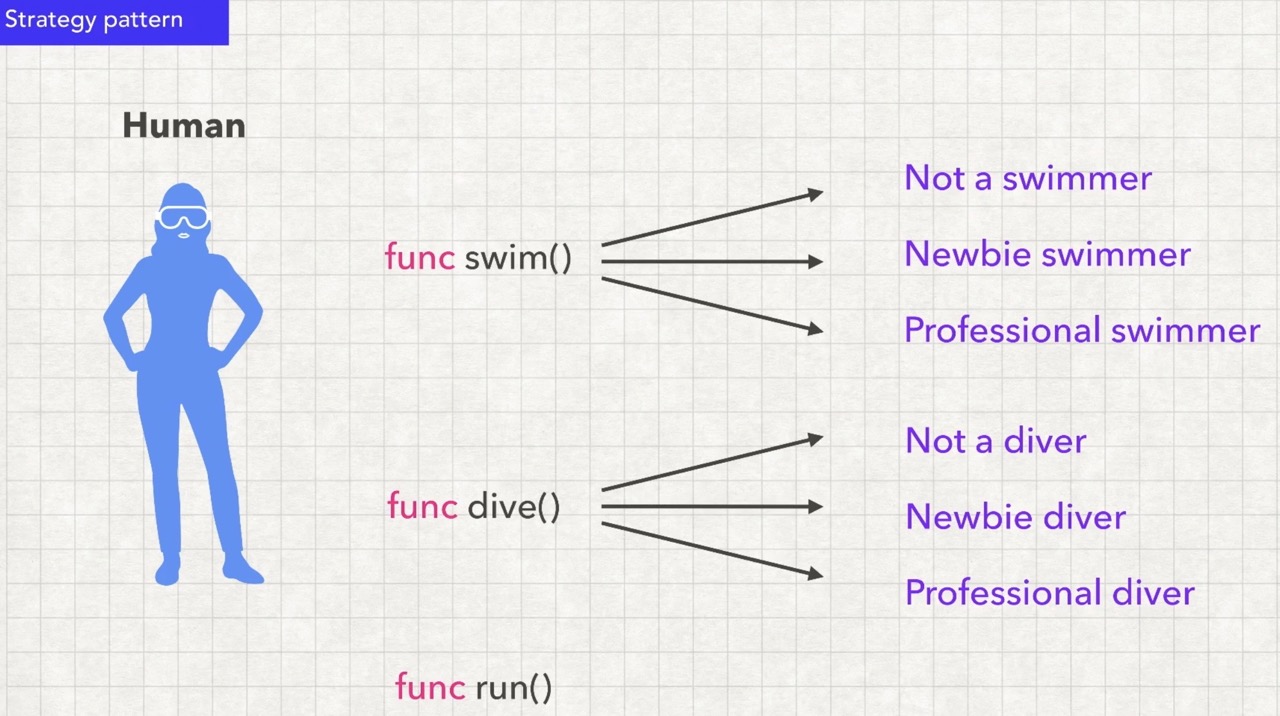 Strategy pattern
Human
func swim()
Not a swimmer
Newbie swimmer
Professional swimmer
func dive()
Not a diver
Newbie diver
Professional diver
func run()